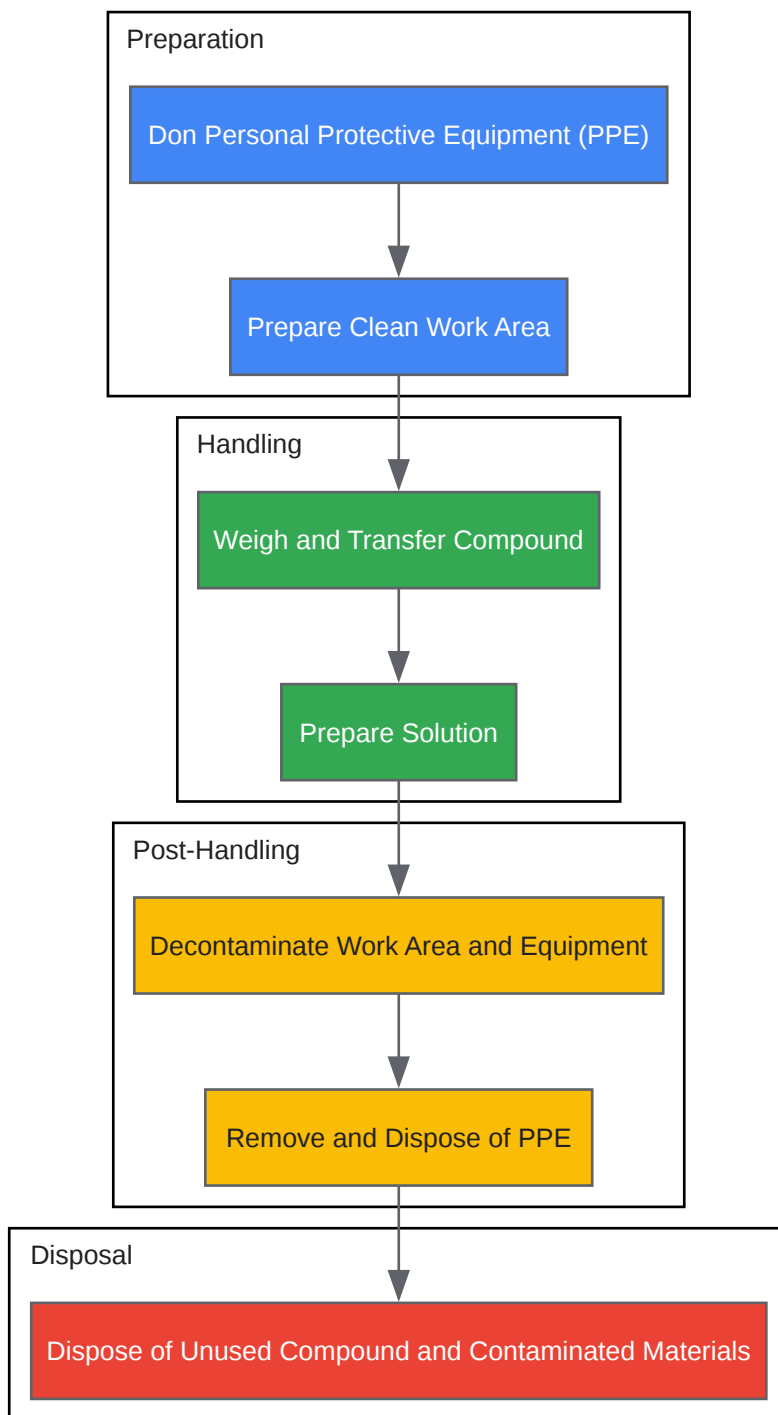 Preparation
Don Personal Protective Equipment (PPE)
Prepare Clean Work Area
Handling
Weigh and Transfer Compound
Prepare Solution
Post-Handling
Decontaminate Work Area and Equipment
Remove and Dispose of PPE
Disposal
Dispose of Unused Compound and Contaminated Materials